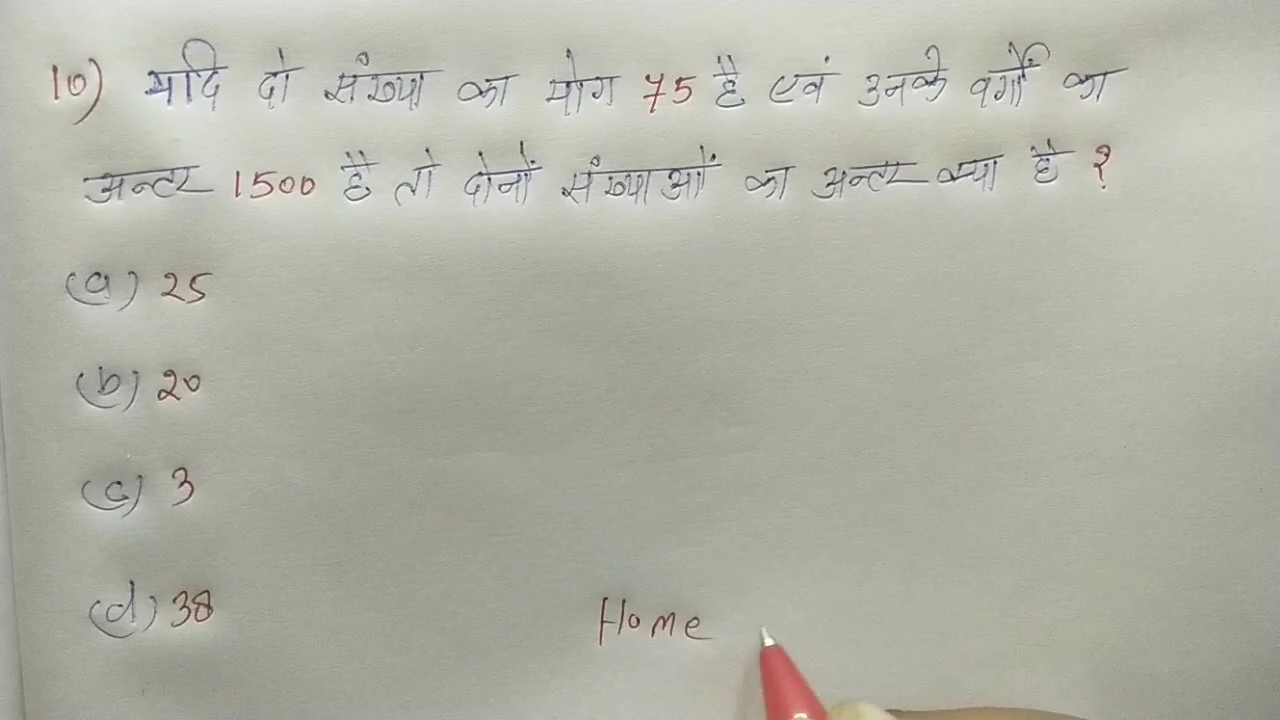 10) यदि दो संख्या का योग 75 है एवं उनके वर्गों का
अन्तर 1500 है तो दोनों संख्याओं का अन्तर क्या है ?
(a) 25
(b) 20
(c) 3
(d) 38
Home